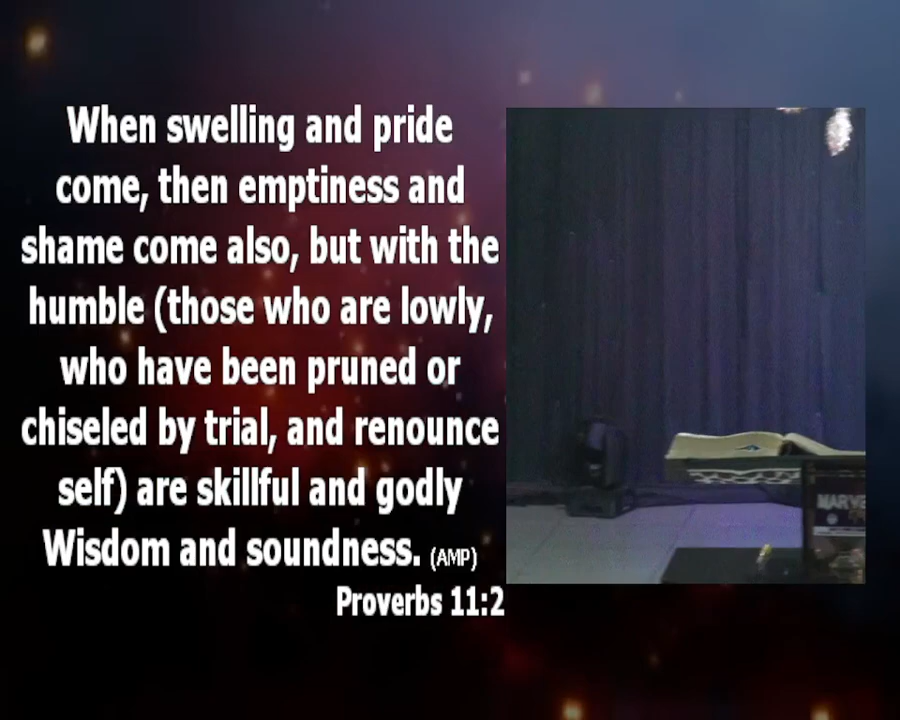 When swelling and pride
come, then emptiness and
shame come also, but with the
humble (those who are lowly,
who have been pruned or
chiseled by trial, and renounce
self) are skillful and godly
Wisdom and soundness. (AMP)
Proverbs 11:2